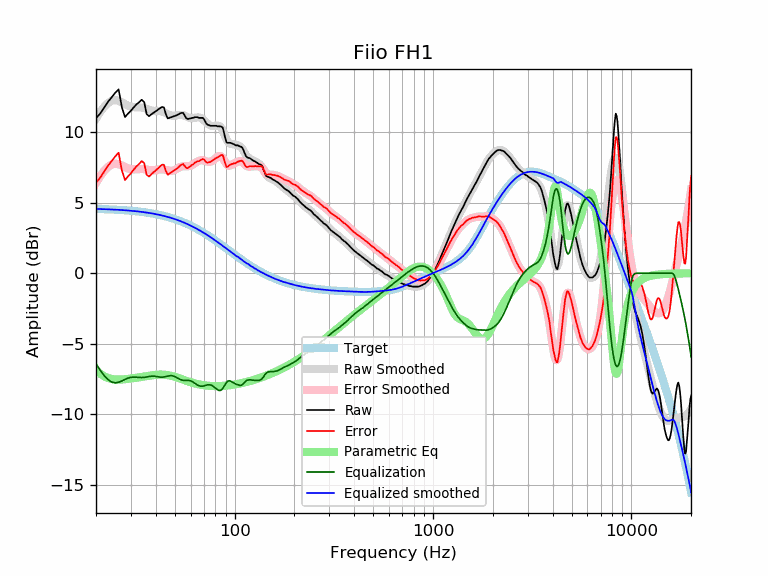 Fiio FH1
Amplitude (dBr)
10
5
0
−5
−10
−15
Target
Raw Smoothed
Error Smoothed
Raw
Error
Parametric Eq
Equalization
Equalized smoothed
100
1000
10000
Frequency (Hz)